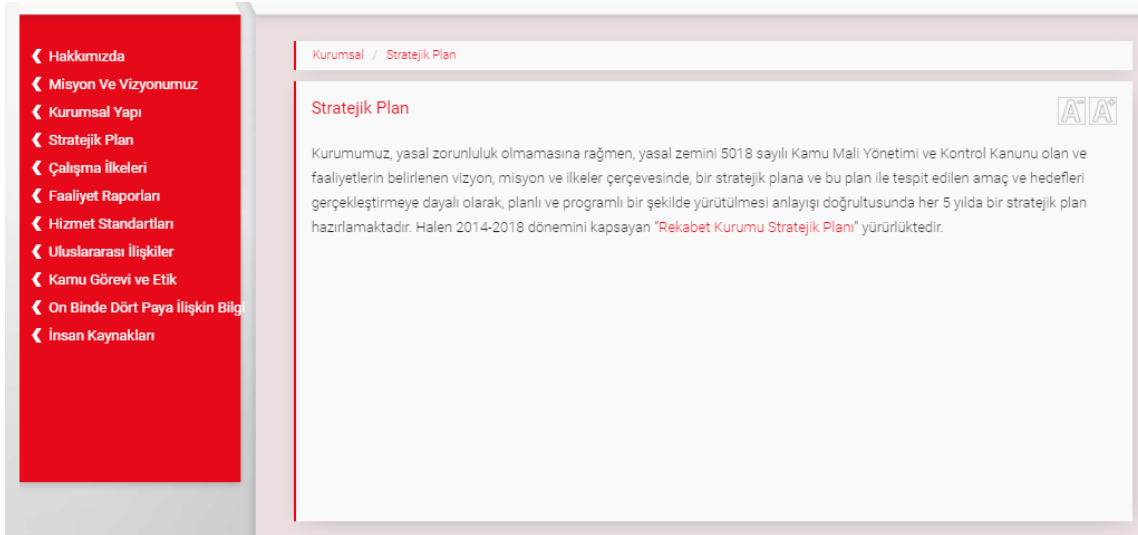 Hakkımızda
Misyon Ve Vizyonumuz
Kurumsal Yapı
Stratejik Plan
Çalışma İlkeleri
Faaliyet Raporları
Hizmet Standartları
Uluslararası İlişkiler
Kamu Görevi ve Etik
On Binde Dört Paya İlişkin Bilgi
İnsan Kaynakları
Kurumsal / Stratejik Plan
Stratejik Plan
A- A+
Kurumumuz, yasal zorunluluk olmamasına rağmen, yasal zemini 5018 sayılı Kamu Mali Yönetimi ve Kontrol Kanunu olan ve
faaliyetlerin belirlenen vizyon, misyon ve ilkeler çerçevesinde, bir stratejik plana ve bu plan ile tespit edilen amaç ve hedefleri
gerçekleştirmeye dayalı olarak, planlı ve programlı bir şekilde yürütülmesi anlayışı doğrultusunda her 5 yılda bir stratejik plan
hazırlamaktadır. Halen 2014-2018 dönemini kapsayan “Rekabet Kurumu Stratejik Planı” yürürlüktedir.